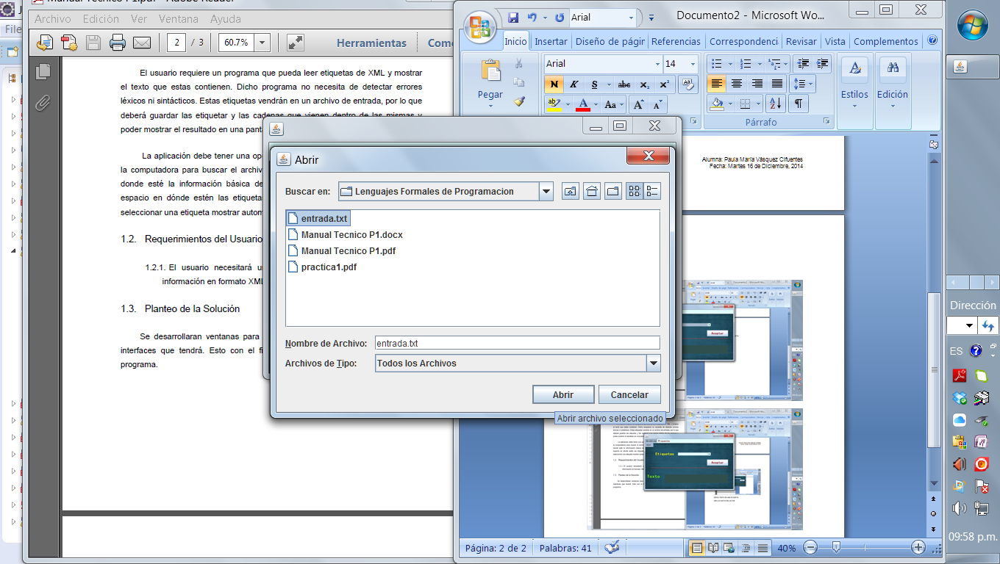 Manual Tecnico P1.pdf - Adobe Reader
Archivo Edición Ver Ventana Ayuda
File
2 / 3 60.7% Herramientas
El usuario requiere un programa que pueda leer etiquetas de XML y mostrar
el texto que estas contienen. Dicho programa no necesita de detectar errores
léxicos ni sintácticos. Estas etiquetas vendrán en un archivo de entrada, por lo que
deberá guardar las etiquetar y las cadenas que vienen dentro de las mismas y
poder mostrar el resultado en una
La aplicación debe tener una
la computadora para buscar el
donde esté la información básica
espacio en dónde estén las
seleccionar una etiqueta mostrar
1.2. Requerimientos del Usuario
1.2.1. El usuario necesitará
información en formato XML
1.3. Planteo de la Solución
Se desarrollaran ventanas para
interfaces que tendrá. Esto con el
programa.
Documento2 - Microsoft Wo...
Arial
Inicio Insertar Diseño de págir Referencias Correspondenci Revisar Vista Complementos
Pegar
Arial 14
N K S abc x₂ x²
ab Aa A A
Párrafo
Estilos
Edición
Alumna: Paula María Vásquez Cifuentes
Fecha: Martes 16 de Diciembre, 2014
Abrir
Buscar en: Lenguajes Formales de Programacion
entrada.txt
Manual Tecnico P1.docx
Manual Tecnico P1.pdf
practica1.pdf
Nombre de Archivo: entrada.txt
Archivos de Tipo: Todos los Archivos
Abrir Cancelar
Abrir archivo seleccionado
Aceptar
Proyecto
Etiquetas
Aceptar
Texto
Página: 2 de 2 Palabras: 41 40%
Dirección
ES
09:58 p.m.